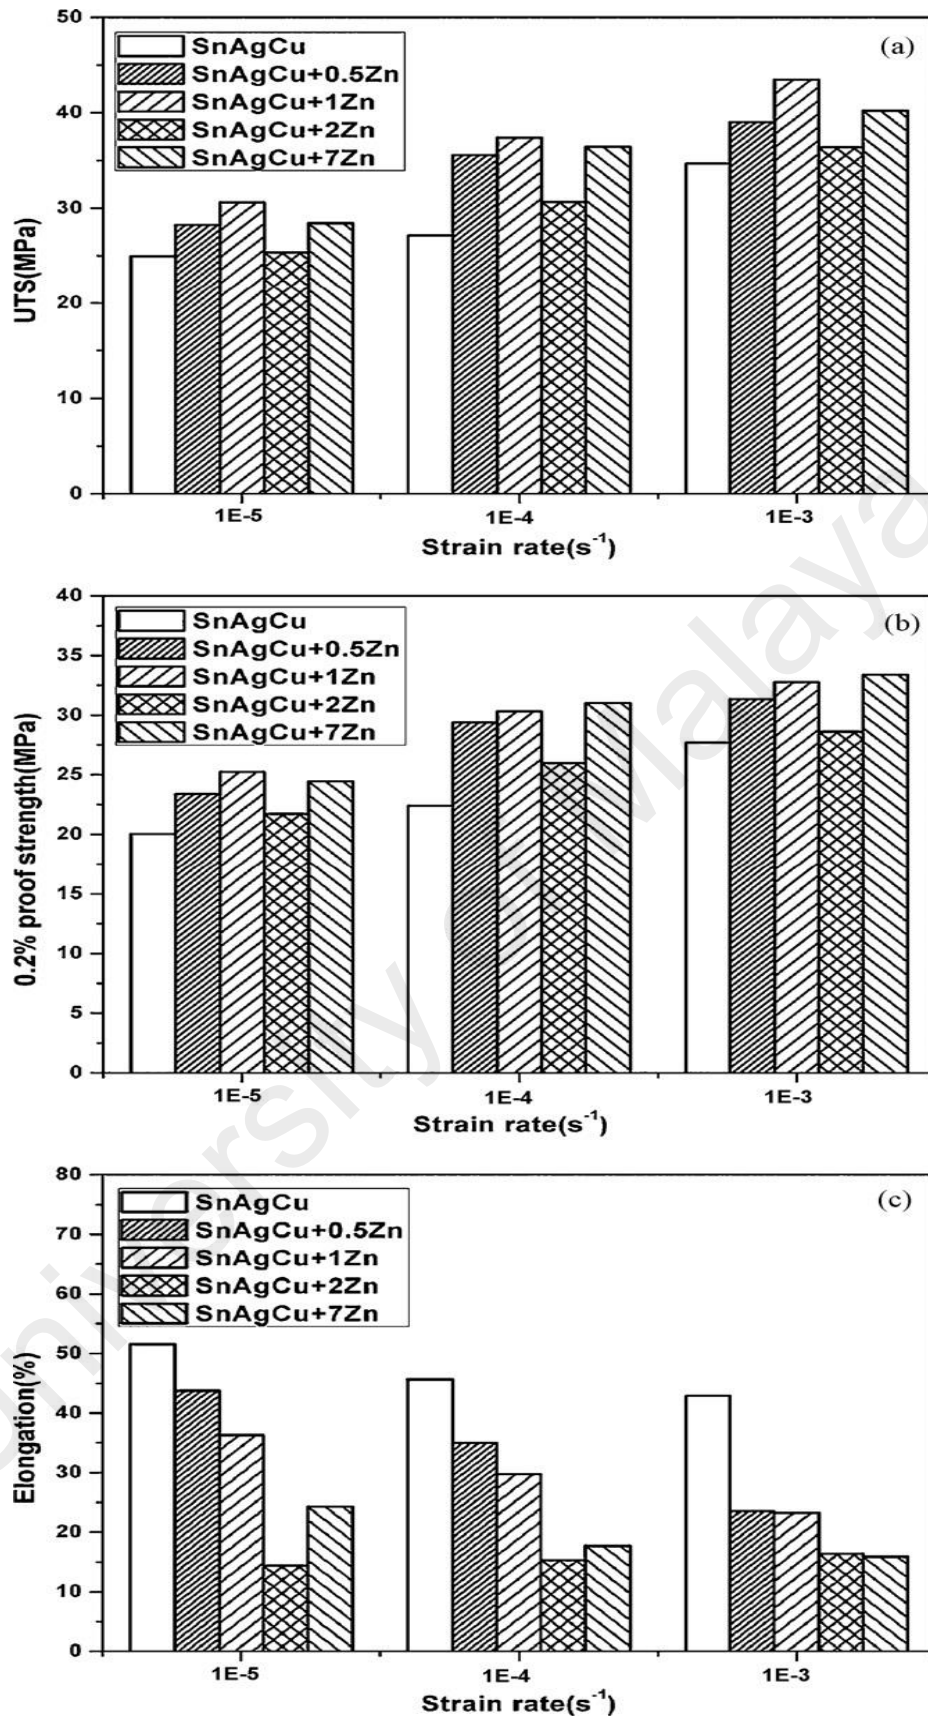 50
40
30
20
10
0
UTS(MPa)
SnAgCu
SnAgCu+0.5Zn
SnAgCu+1Zn
SnAgCu+2Zn
SnAgCu+7Zn
(a)
1E-5
1E-4
1E-3
Strain rate(s⁻¹)
40
35
30
25
20
15
10
5
0
0.2% proof strength(MPa)
SnAgCu
SnAgCu+0.5Zn
SnAgCu+1Zn
SnAgCu+2Zn
SnAgCu+7Zn
(b)
1E-5
1E-4
1E-3
Strain rate(s⁻¹)
80
70
60
50
40
30
20
10
0
Elongation(%)
SnAgCu
SnAgCu+0.5Zn
SnAgCu+1Zn
SnAgCu+2Zn
SnAgCu+7Zn
(c)
1E-5
1E-4
1E-3
Strain rate(s⁻¹)
University of Malaya